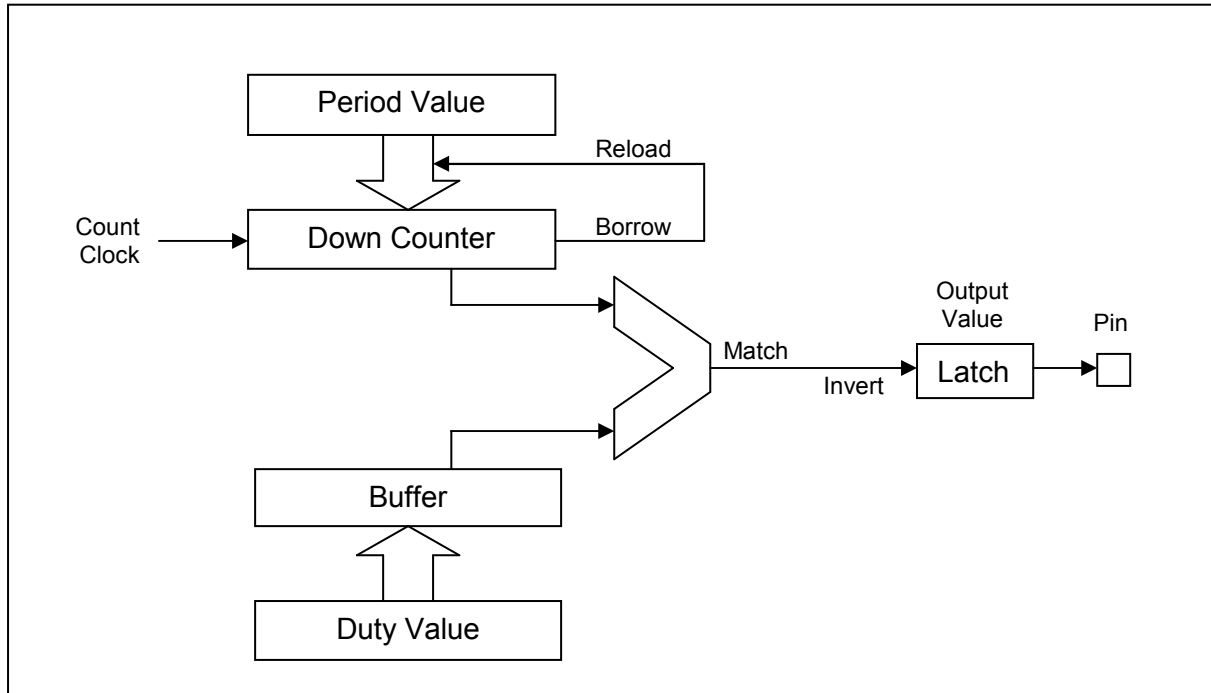 Period Value
Reload
Count
Clock
Down Counter
Borrow
Output
Value
Pin
Match
Invert
Latch
Buffer
Duty Value